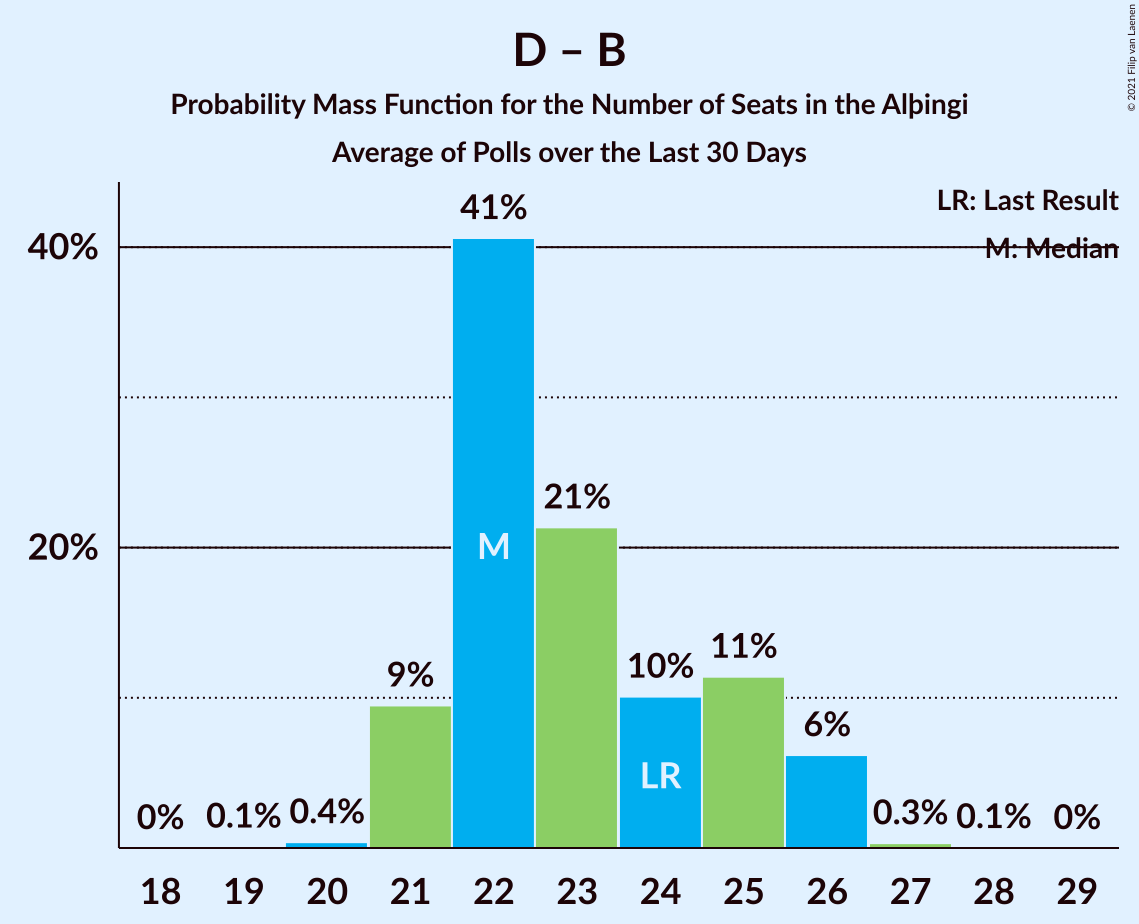 D – B
Probability Mass Function for the Number of Seats in the Alþingi
Average of Polls over the Last 30 Days
© 2021 Filip van Laenen
LR: Last Result
M: Median
40%
20%
0%
0.1%
0.4%
9%
41%
21%
10%
11%
6%
0.3%
0.1%
0%
M
LR
18 19 20 21 22 23 24 25 26 27 28 29